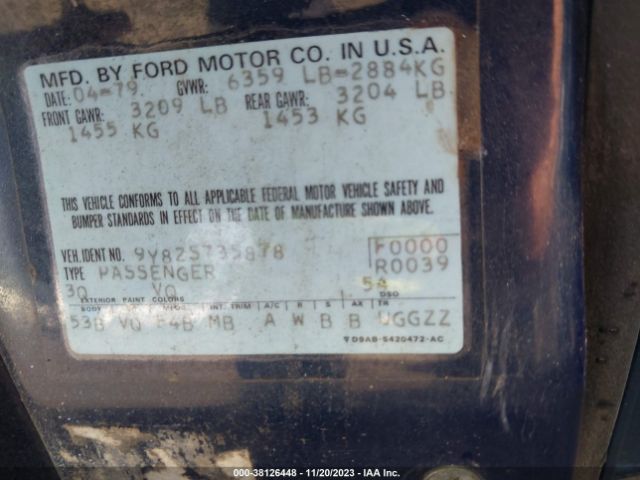 MFD. BY FORD MOTOR CO. IN U.S.A.
DATE: 04-79 GVWR: 6359 LB=2884KG
FRONT GAWR: 3209 LB REAR GAWR: 3204 LB
1455 KG 1453 KG
THIS VEHICLE CONFORMS TO ALL APPLICABLE FEDERAL MOTOR VEHICLE SAFETY AND
BUMPER STANDARDS IN EFFECT ON THE DATE OF MANUFACTURE SHOWN ABOVE.
VEH. IDENT NO. 9Y82S735878 F0000
TYPE PASSENGER R0039
3Q VQ 54
EXTERIOR PAINT COLORS DSO
BODY INT. TRIM A/C R S AX TR
53B VQ F4B MB A W B B UGGZZ
D9AB-5420472-AC
000-38126448 - 11/20/2023 - IAA Inc.